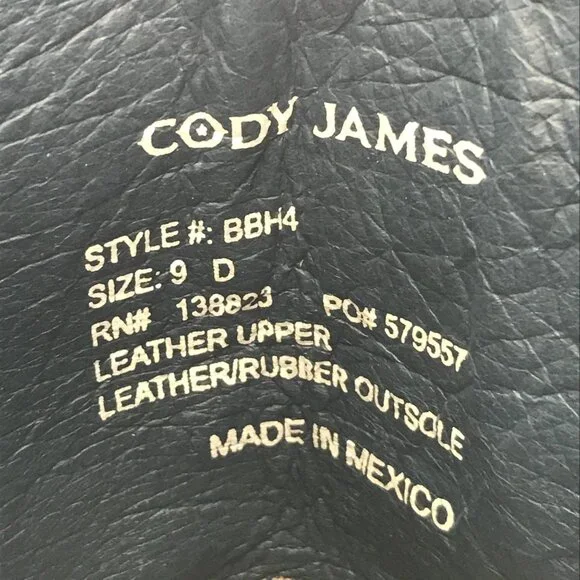 CODY JAMES
STYLE #: BBH4
SIZE: 9 D
RN# 138823 PO# 579557
LEATHER UPPER
LEATHER/RUBBER OUTSOLE
MADE IN MEXICO